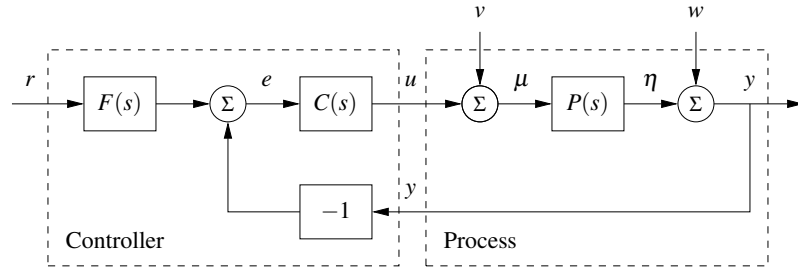 v w
r e u μ η y
F(s) Σ C(s) Σ P(s) Σ
y
−1
Controller Process